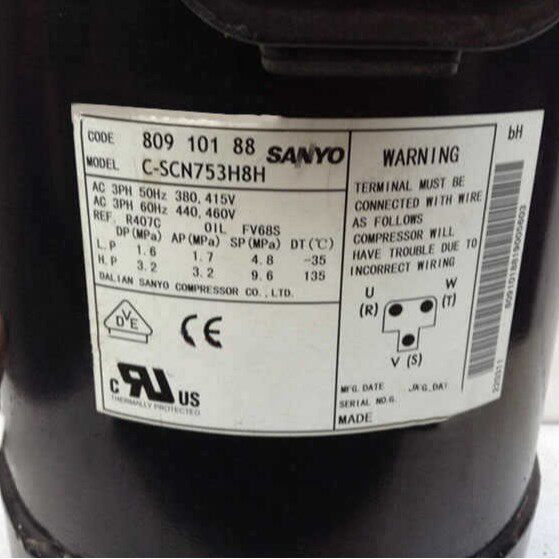 CODE 809 101 88 SANYO
MODEL C-SCN753H8H
AC 3PH 50Hz 380, 415V
AC 3PH 60Hz 440, 460V
REF. R407C OIL FV68S
DP(MPa) AP(MPa) SP(MPa) DT(℃)
L.P 1.6 1.7 4.8 -35
H.P 3.2 3.2 9.6 135
DALIAN SANYO COMPRESSOR CO., LTD.
DVE
CE
C RU US
THERMALLY PROTECTED
WARNING
TERMINAL MUST BE
CONNECTED WITH WIRE
AS FOLLOWS
COMPRESSOR WILL
HAVE TROUBLE DUE TO
INCORRECT WIRING
U W
(R) (T)
V (S)
MFG. DATE
SERIAL NO.
MADE
bH